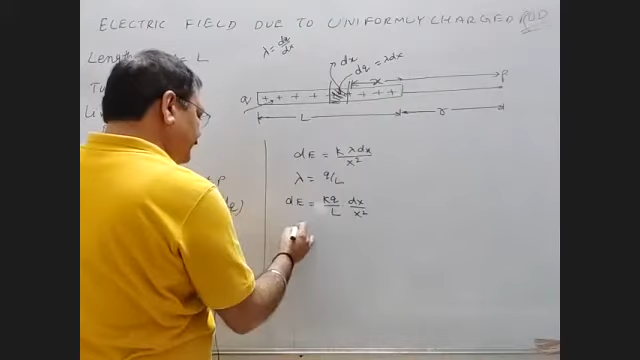 ELECTRIC FIELD DUE TO UNIFORMLY CHARGED ROD
λ = dq/dx
dx
dq = λdx
Length = L
x
P
q + + + + + + +
L
r
dE = kλdx/x²
λ = q/L
dE = kq/L dx/x²